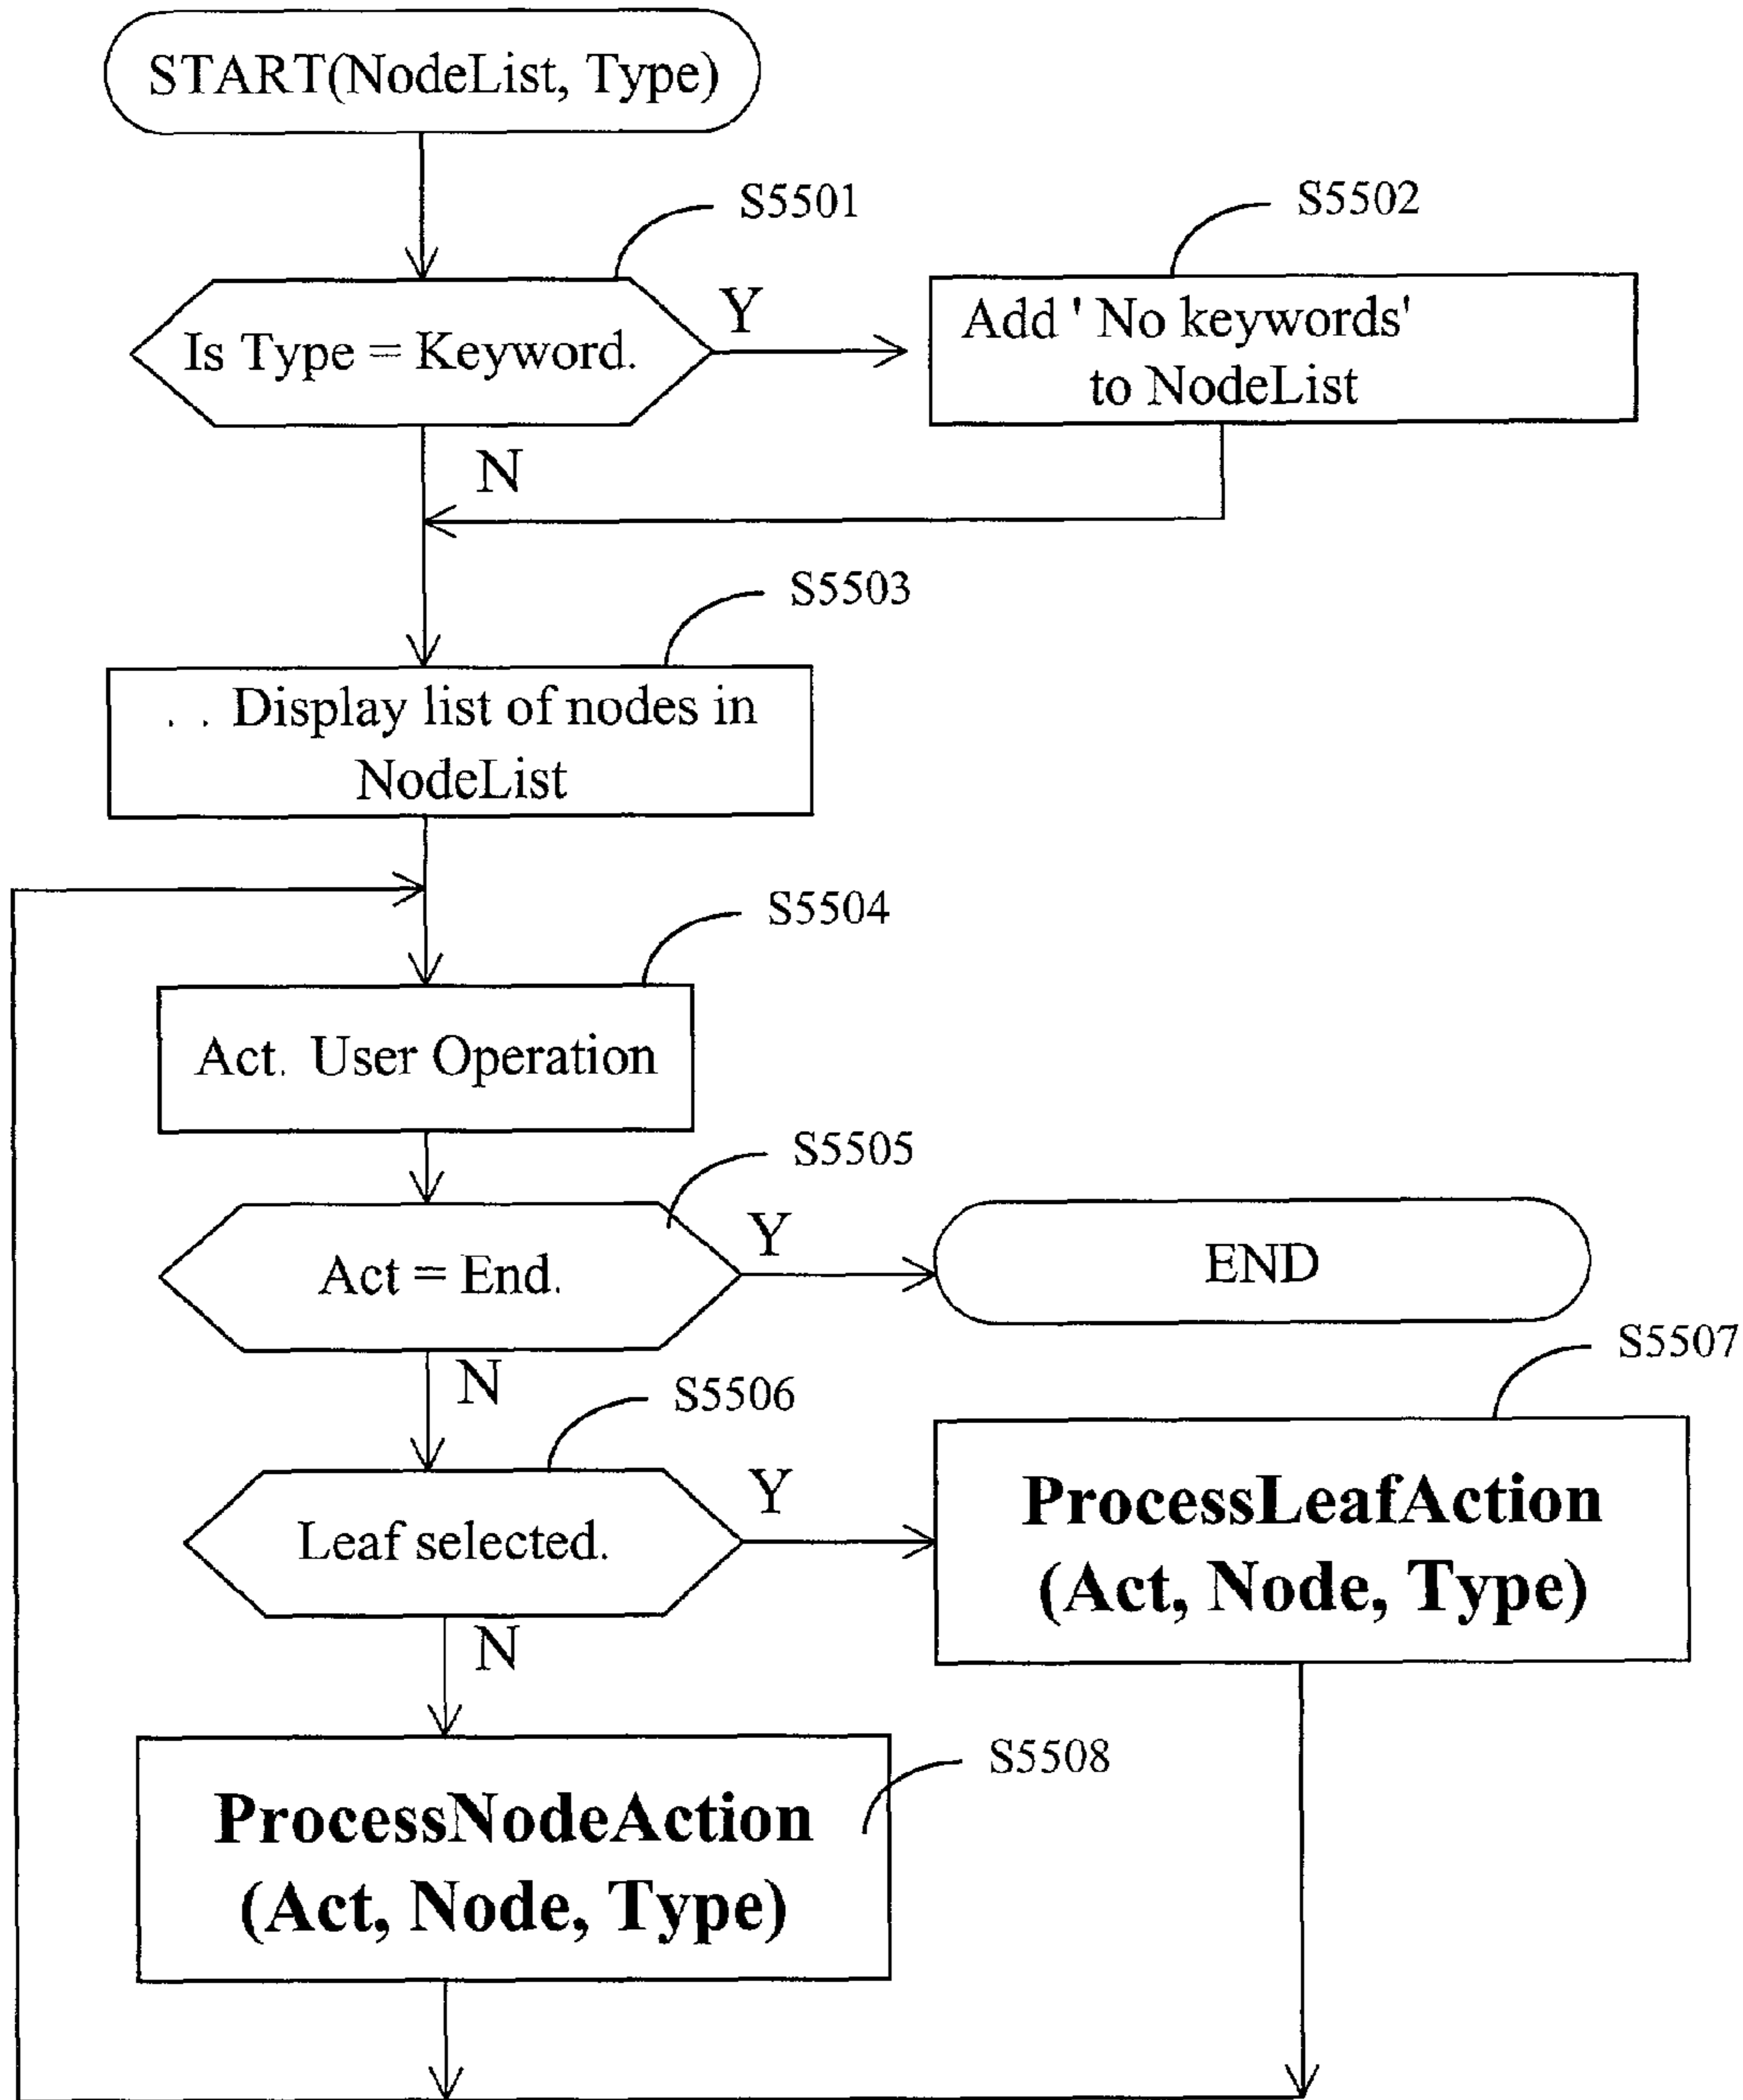 START(NodeList, Type)
S5501
S5502
Is Type = Keyword.
Y
Add ' No keywords'
to NodeList
N
S5503
. . Display list of nodes in
NodeList
S5504
Act. User Operation
S5505
Act = End.
Y
END
N
S5506
S5507
Leaf selected.
Y
ProcessLeafAction
(Act, Node, Type)
N
S5508
ProcessNodeAction
(Act, Node, Type)